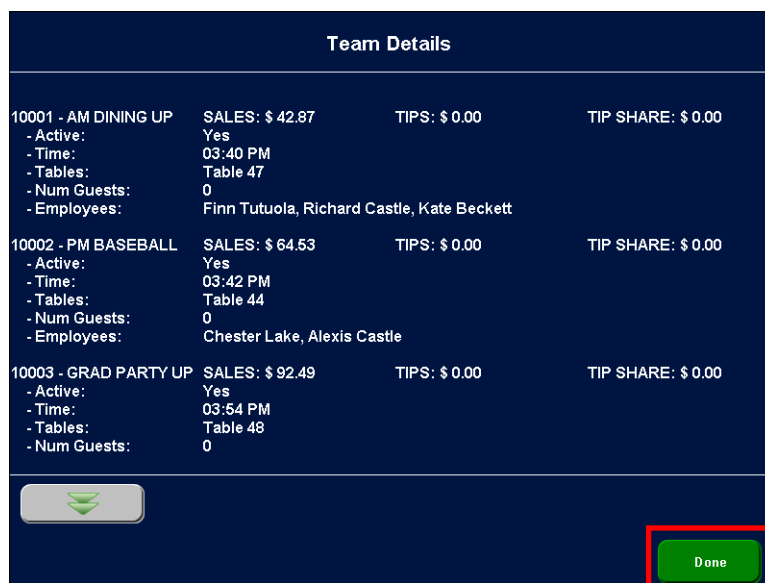 Team Details
10001 - AM DINING UP SALES: $ 42.87 TIPS: $ 0.00 TIP SHARE: $ 0.00
- Active: Yes
- Time: 03:40 PM
- Tables: Table 47
- Num Guests: 0
- Employees: Finn Tutuola, Richard Castle, Kate Beckett
10002 - PM BASEBALL SALES: $ 64.53 TIPS: $ 0.00 TIP SHARE: $ 0.00
- Active: Yes
- Time: 03:42 PM
- Tables: Table 44
- Num Guests: 0
- Employees: Chester Lake, Alexis Castle
10003 - GRAD PARTY UP SALES: $ 92.49 TIPS: $ 0.00 TIP SHARE: $ 0.00
- Active: Yes
- Time: 03:54 PM
- Tables: Table 48
- Num Guests: 0
Done